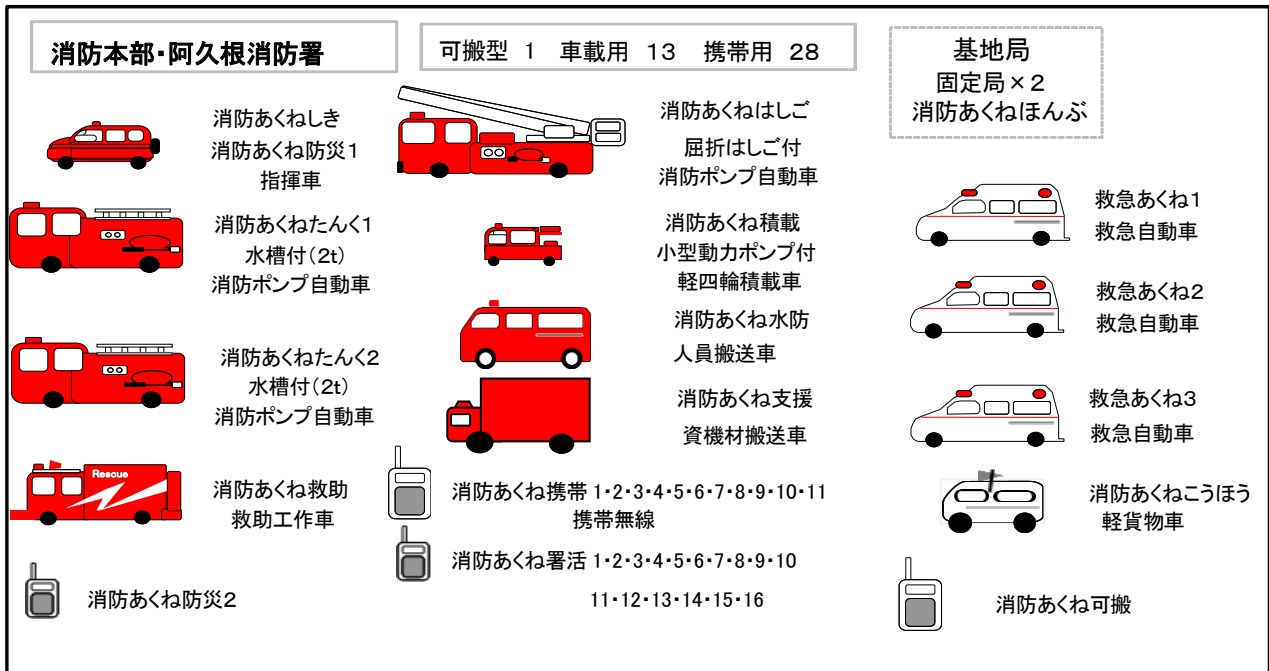 消防本部・阿久根消防署
可搬型 1 車載用 13 携帯用 28
基地局
固定局×2
消防あくねほんぶ
消防あくねしき
消防あくね防災1
指揮車
消防あくねたんく1
水槽付(2t)
消防ポンプ自動車
消防あくねたんく2
水槽付(2t)
消防ポンプ自動車
Rescue
消防あくね救助
救助工作車
消防あくね防災2
消防あくねはしご
屈折はしご付
消防ポンプ自動車
消防あくね積載
小型動力ポンプ付
軽四輪積載車
消防あくね水防
人員搬送車
消防あくね支援
資機材搬送車
消防あくね携帯 1・2・3・4・5・6・7・8・9・10・11
携帯無線
消防あくね署活 1・2・3・4・5・6・7・8・9・10
11・12・13・14・15・16
救急あくね1
救急自動車
救急あくね2
救急自動車
救急あくね3
救急自動車
消防あくねこうほう
軽貨物車
消防あくね可搬